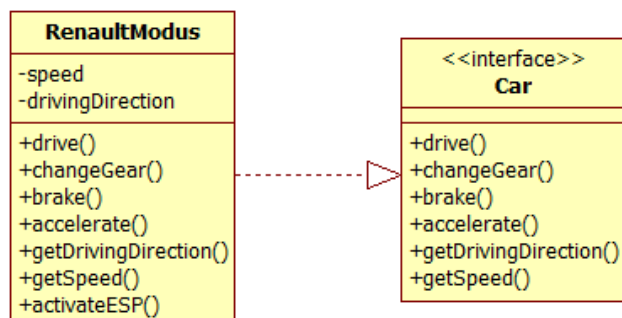 RenaultModus
-speed
-drivingDirection
+drive()
+changeGear()
+brake()
+accelerate()
+getDrivingDirection()
+getSpeed()
+activateESP()
<<interface>>
Car
+drive()
+changeGear()
+brake()
+accelerate()
+getDrivingDirection()
+getSpeed()